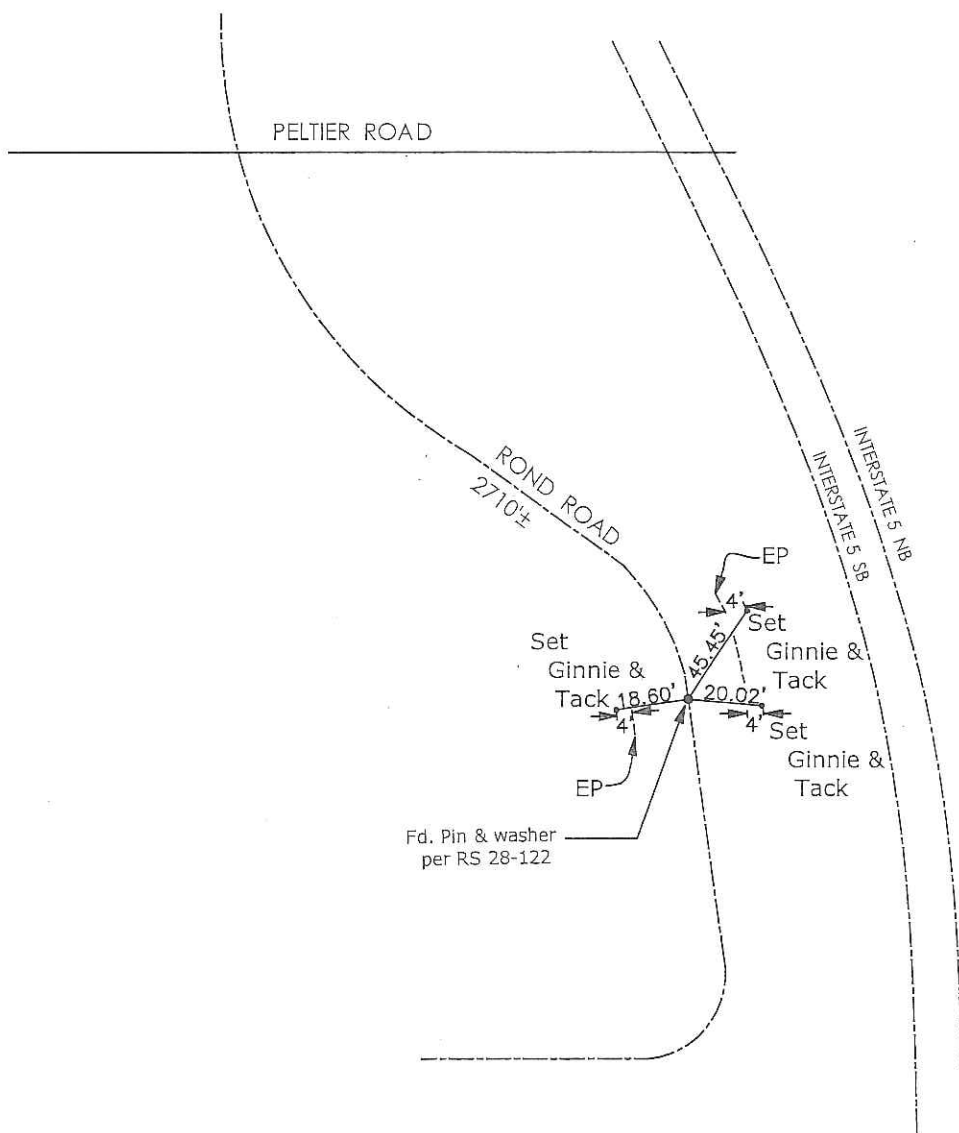 PELTIER ROAD
INTERSTATE 5 NB
INTERSTATE 5 SB
ROND ROAD
2710'±
EP
4'
Set
Ginnie &
Tack
45.45'
Set
Ginnie &
Tack
18.60'
4'
20.02'
4'
Set
Ginnie &
Tack
EP
Fd. Pin & washer
per RS 28-122